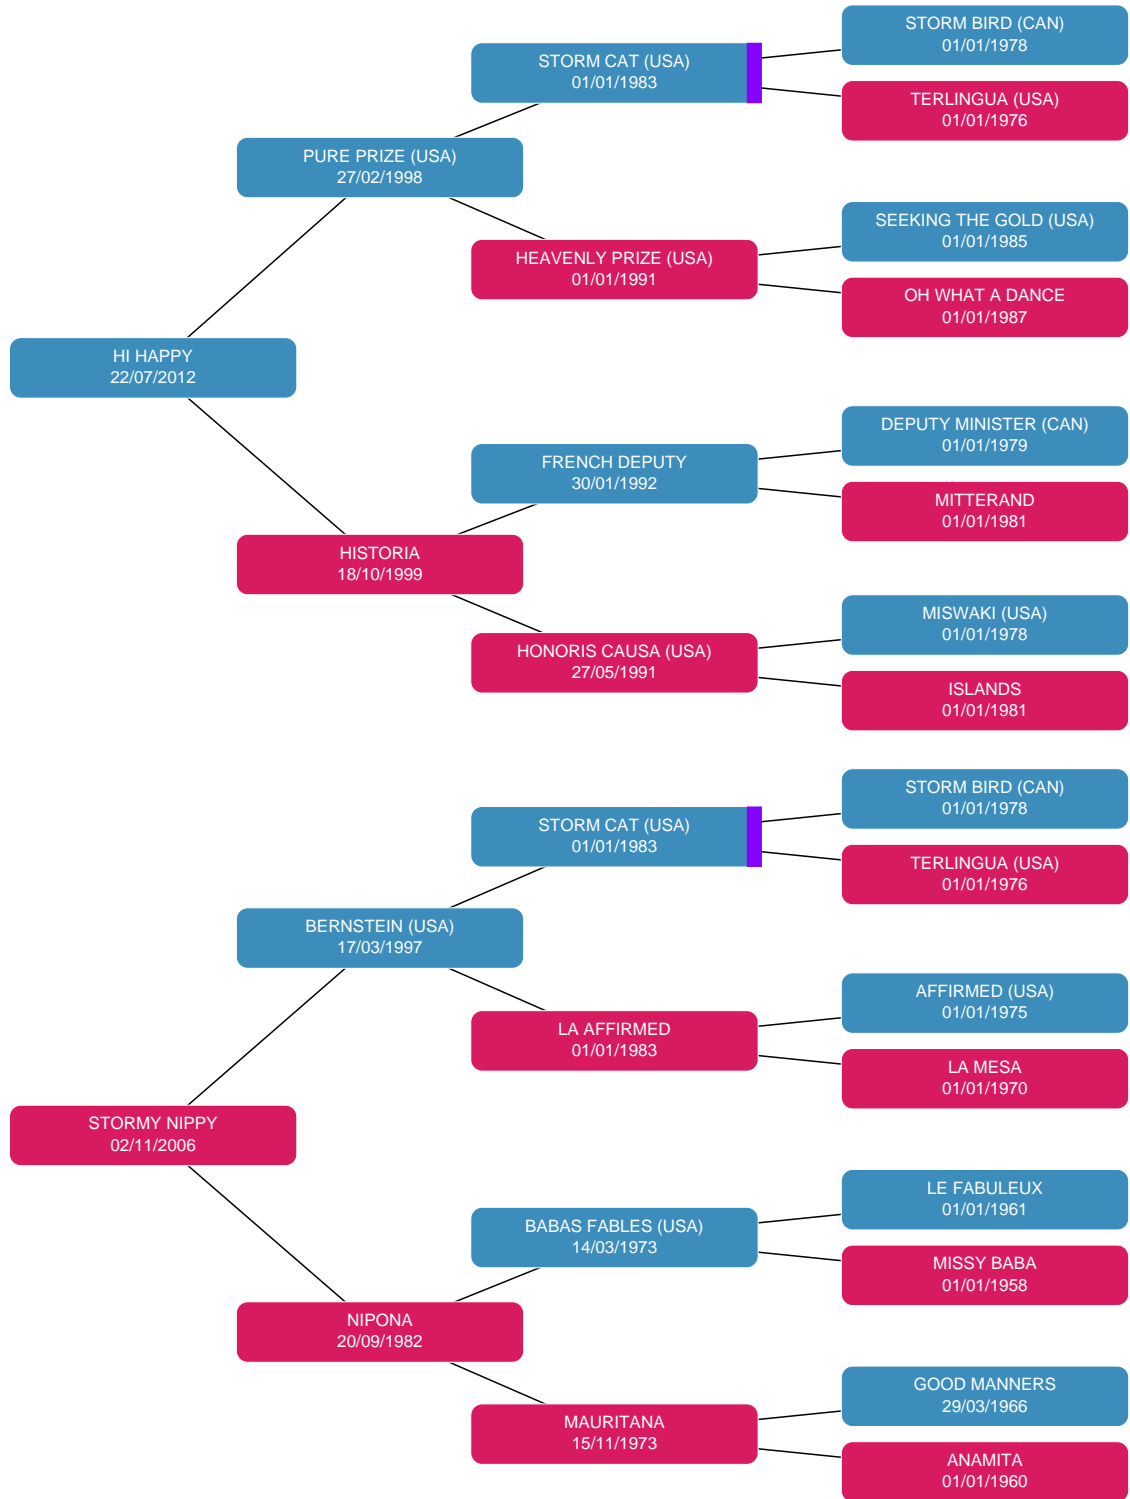 STORM BIRD (CAN)
01/01/1978
STORM CAT (USA)
01/01/1983
TERLINGUA (USA)
01/01/1976
PURE PRIZE (USA)
27/02/1998
SEEKING THE GOLD (USA)
01/01/1985
HEAVENLY PRIZE (USA)
01/01/1991
OH WHAT A DANCE
01/01/1987
HI HAPPY
22/07/2012
DEPUTY MINISTER (CAN)
01/01/1979
FRENCH DEPUTY
30/01/1992
MITTERAND
01/01/1981
HISTORIA
18/10/1999
MISWAKI (USA)
01/01/1978
HONORIS CAUSA (USA)
27/05/1991
ISLANDS
01/01/1981
STORM BIRD (CAN)
01/01/1978
STORM CAT (USA)
01/01/1983
TERLINGUA (USA)
01/01/1976
BERNSTEIN (USA)
17/03/1997
AFFIRMED (USA)
01/01/1975
LA AFFIRMED
01/01/1983
LA MESA
01/01/1970
STORMY NIPPY
02/11/2006
LE FABULEUX
01/01/1961
BABAS FABLES (USA)
14/03/1973
MISSY BABA
01/01/1958
NIPONA
20/09/1982
GOOD MANNERS
29/03/1966
MAURITANA
15/11/1973
ANAMITA
01/01/1960